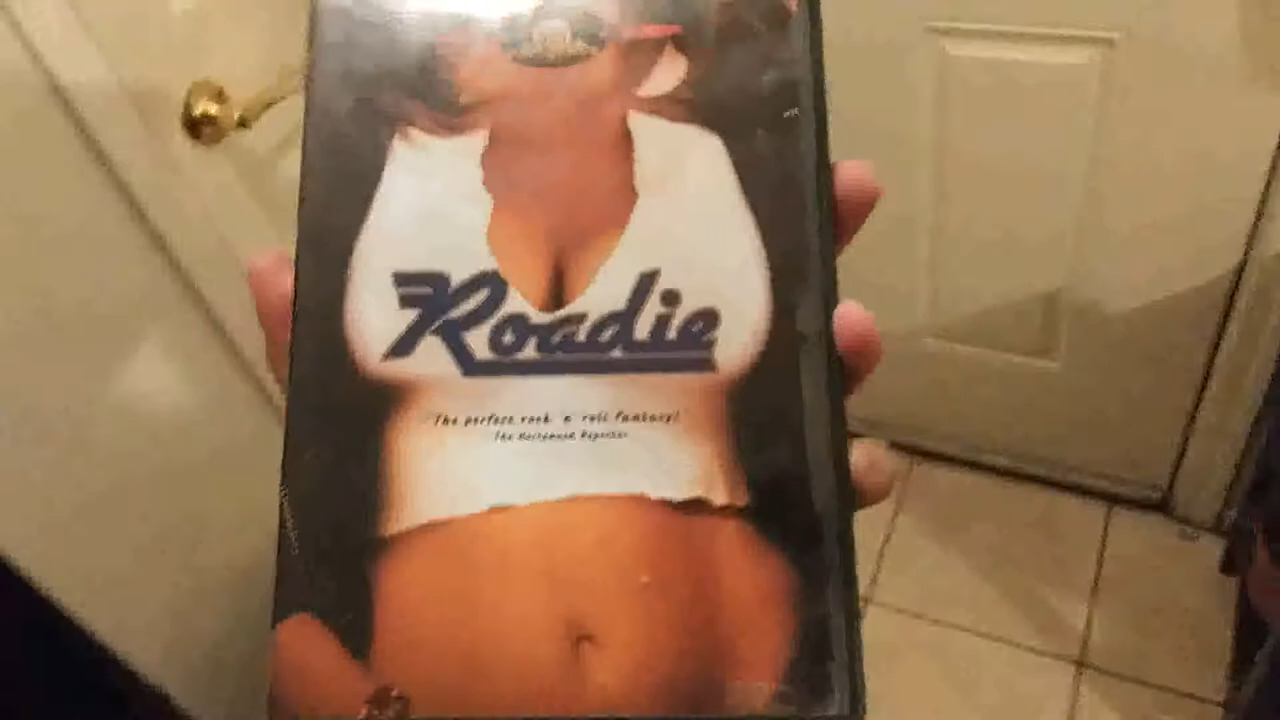 Roadie
"The perfect rock 'n' roll fantasy!"
The Hollywood Reporter